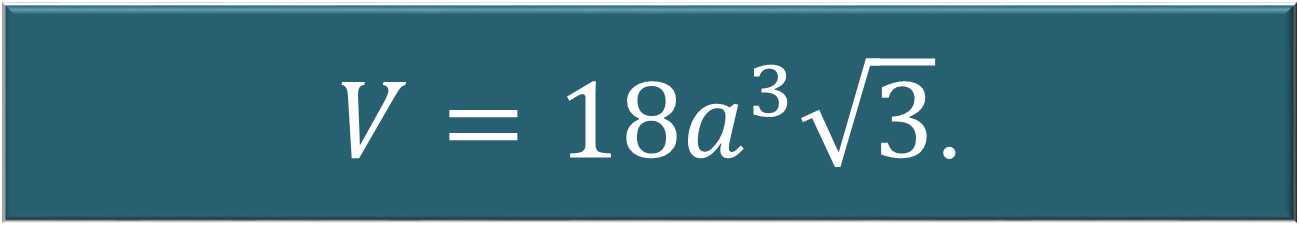 V = 18a³√3.